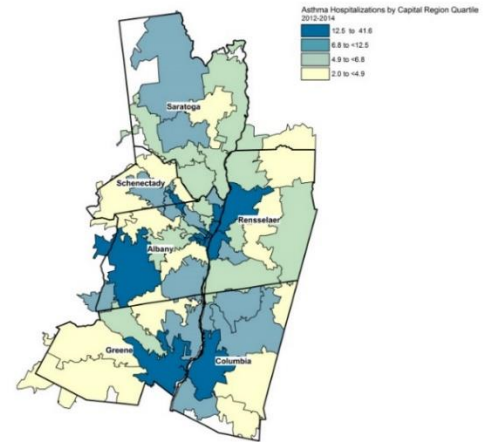 Asthma Hospitalizations by Capital Region Quartile
2012-2014
12.5 to 41.6
6.8 to <12.5
4.9 to <6.8
2.0 to <4.9
Saratoga
Schenectady
Rensselaer
Albany
Greene
Columbia